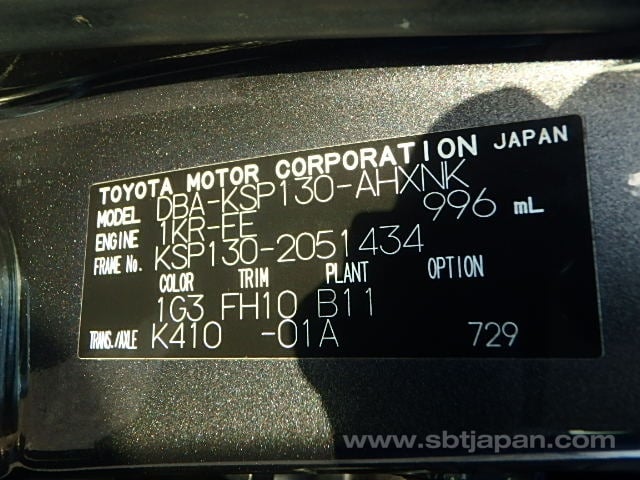 TOYOTA MOTOR CORPORATION JAPAN
MODEL DBA-KSP130-AHXNK
ENGINE 1KR-FE 996 mL
FRAME No. KSP130-2051434
COLOR TRIM PLANT OPTION
1G3 FH10 B11
TRANS./AXLE K410 -01A 729
www.sbtjapan.com